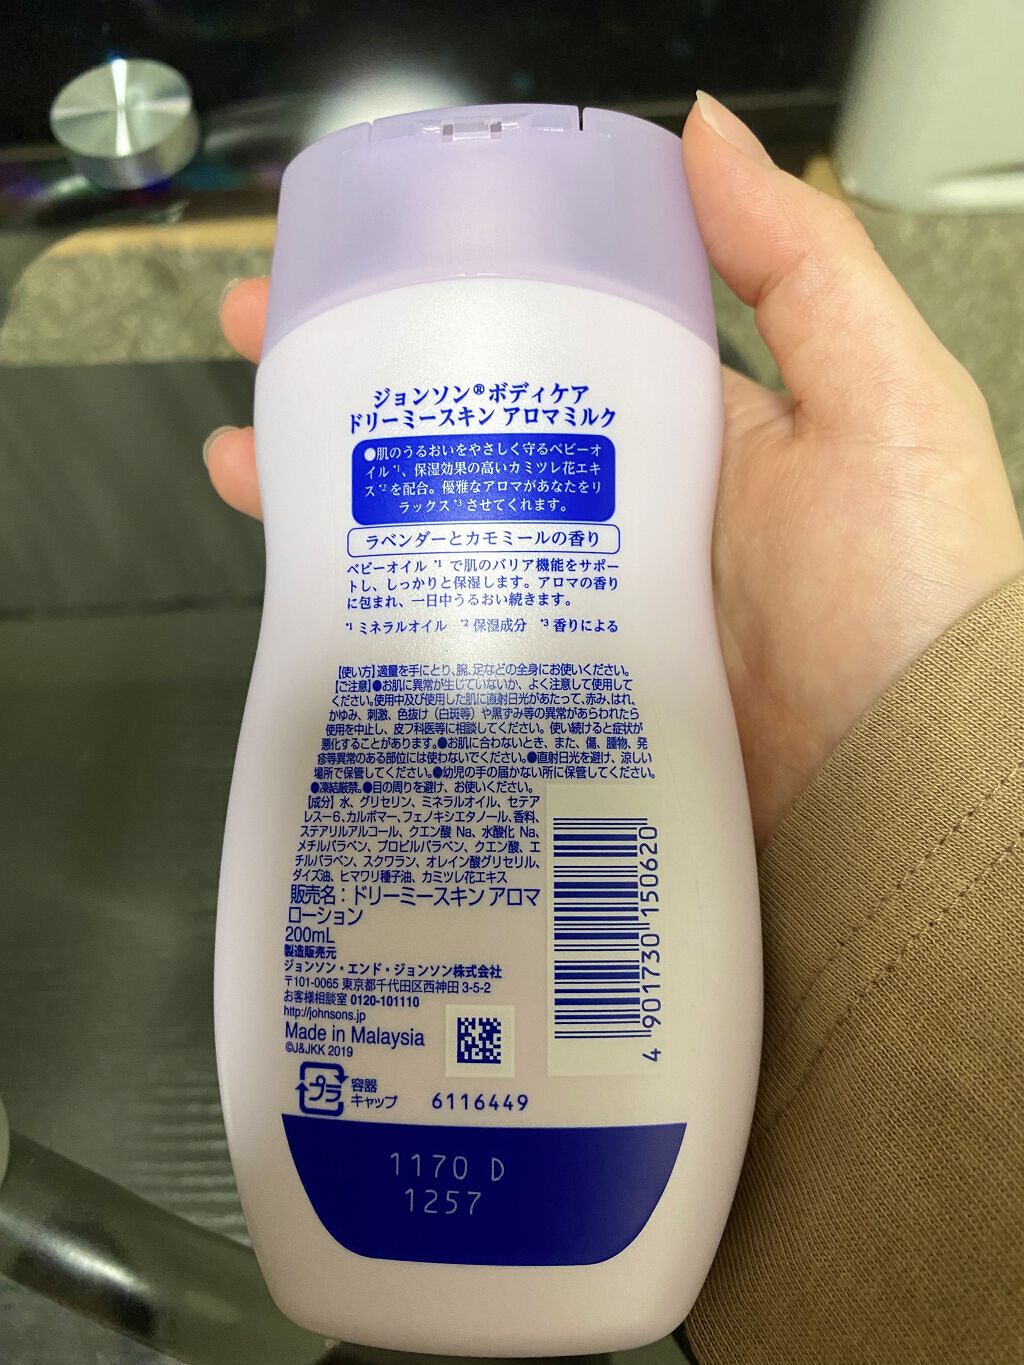 ジョンソン®ボディケア
ドリーミースキン アロマミルク
●肌のうるおいをやさしく守るベビーオ
イル*1、保湿効果の高いカミツレ花エキ
ス*2を配合。優雅なアロマがあなたをリ
ラックス*3させてくれます。
ラベンダーとカモミールの香り
ベビーオイル*1で肌のバリア機能をサポー
トし、しっかりと保湿します。アロマの香り
に包まれ、一日中うるおい続きます。
*1 ミネラルオイル *2 保湿成分 *3 香りによる
【使い方】適量を手にとり、腕、足などの全身にお使いください。
【ご注意】●お肌に異常が生じていないか、よく注意して使用して
ください。使用中及び使用した肌に直射日光があたって、赤み、はれ、
かゆみ、刺激、色抜け（白斑等）や黒ずみ等の異常があらわれたら
使用を中止し、皮フ科医等に相談してください。使い続けると症状が
悪化することがあります。●お肌に合わないとき、また、傷、腫物、発
疹等異常のある部位には使わないでください。●直射日光を避け、涼しい
場所で保管してください。●幼児の手の届かない所に保管してください。
●凍結厳禁。●目の周りを避け、お使いください。
【成分】水、グリセリン、ミネラルオイル、セテア
レス－6、カルボマー、フェノキシエタノール、香料、
ステアリルアルコール、クエン酸 Na、水酸化 Na、
メチルパラベン、プロピルパラベン、クエン酸、エ
チルパラベン、スクワラン、オレイン酸グリセリル、
ダイズ油、ヒマワリ種子油、カミツレ花エキス
販売名：ドリーミースキン アロマ
ローション
200mL
製造販売元
ジョンソン・エンド・ジョンソン株式会社
〒101-0065 東京都千代田区西神田 3-5-2
お客様相談室 0120-101110
http://johnsons.jp
Made in Malaysia
©J&JKK 2019
プラ
容器
キャップ
6116449
4 901730 150620
1170 D
1257